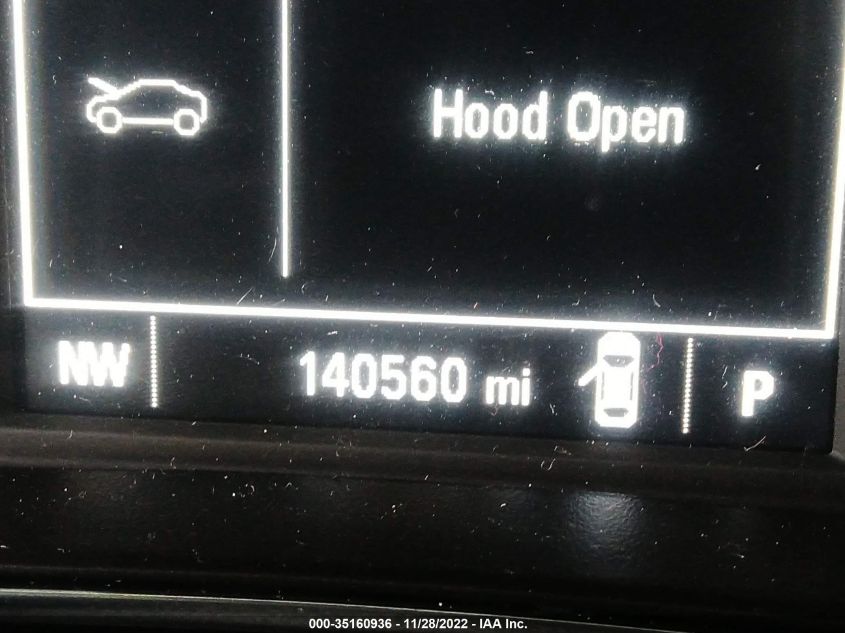 Hood Open
NW 140560 mi P
000-35160936 - 11/28/2022 - IAA Inc.